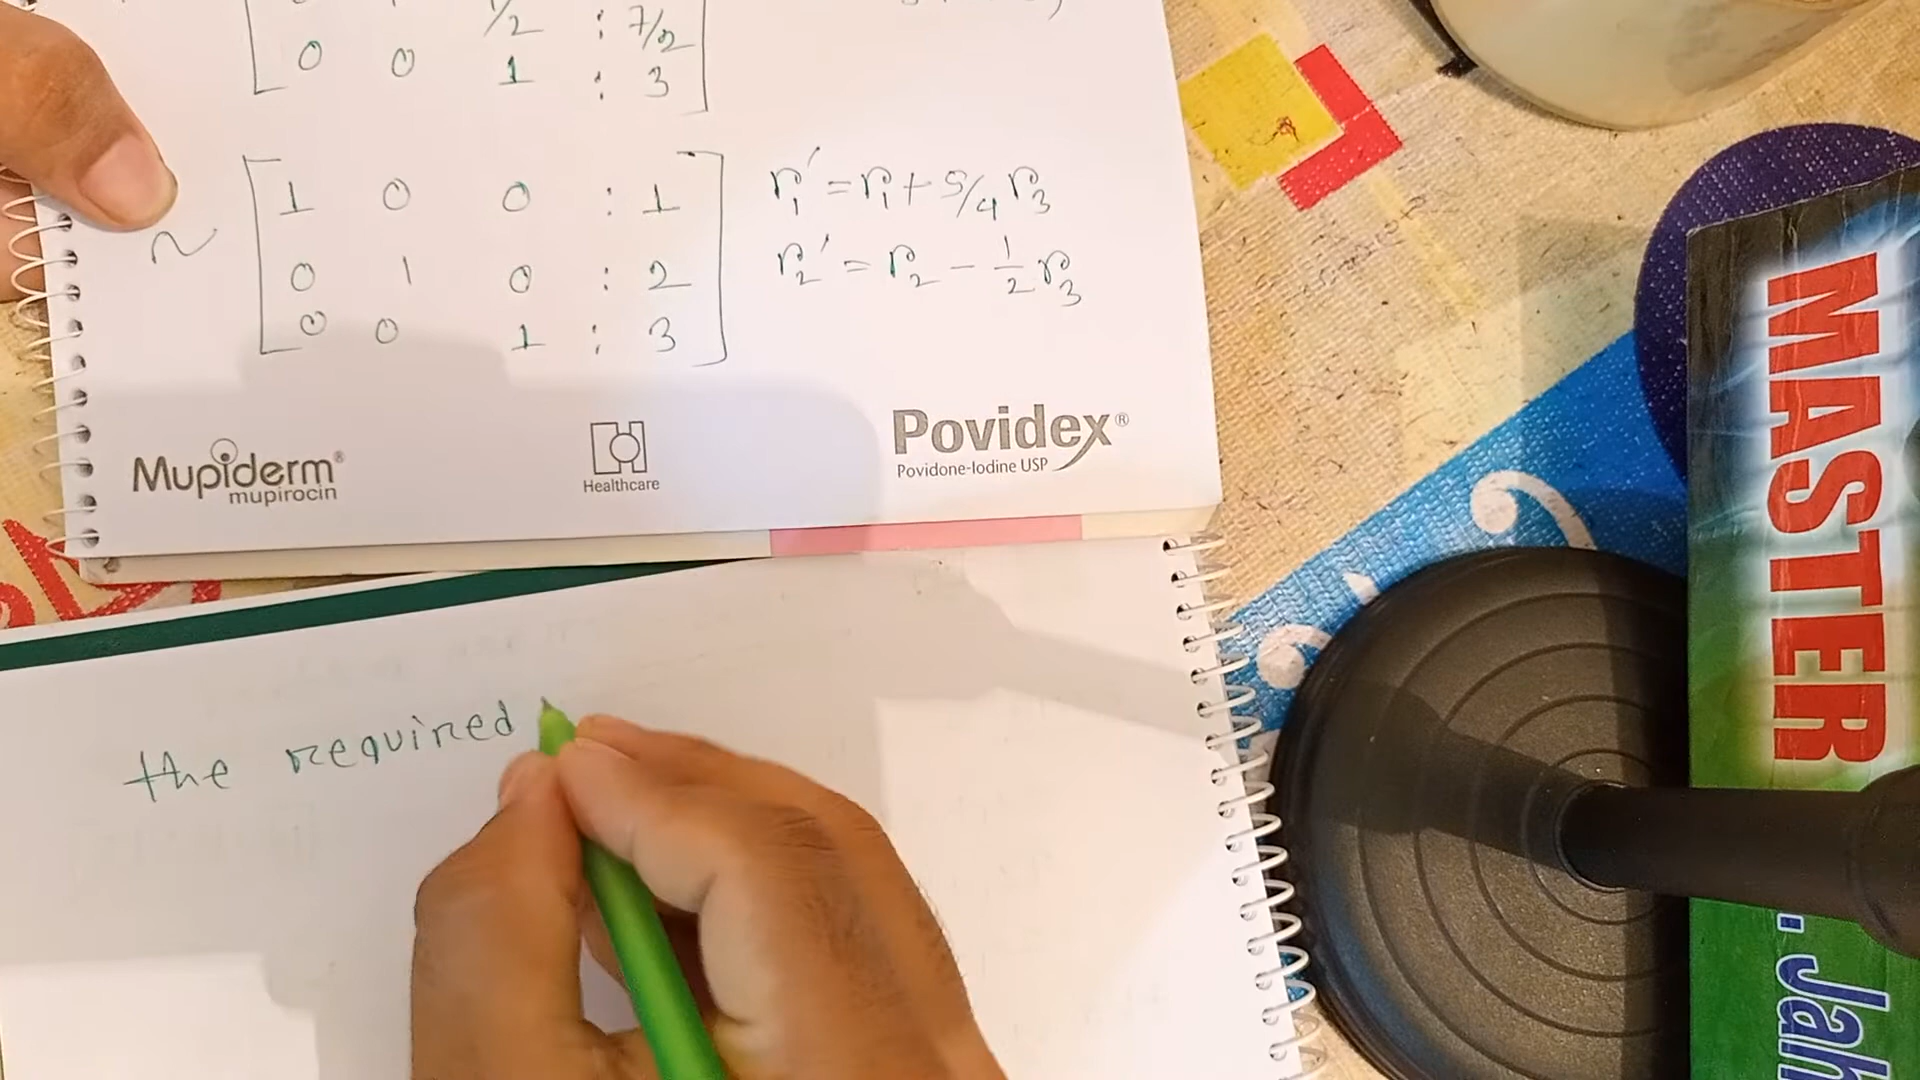 1/2 : 7/2
0 0 1 : 3
~ 1 0 0 : 1 r₁′ = r₁ + 5/4 r₃
0 1 0 : 2 r₂′ = r₂ - 1/2 r₃
0 0 1 : 3
Mupiderm®
mupirocin
Healthcare
Povidex®
Povidone-Iodine USP
the required
MASTER
Jah